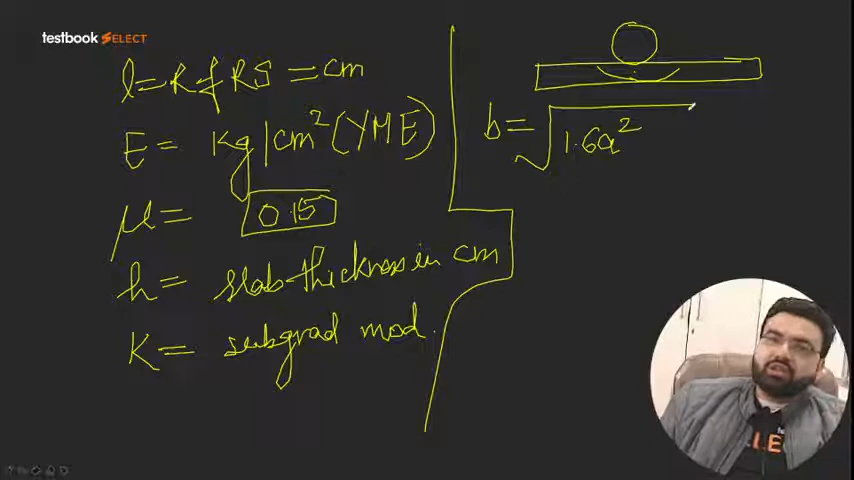 testbook SELECT
l = R of RS = cm
E = Kg/cm² (YME)
μ = 0.15
h = slab thickness in cm
K = subgrad mod.
b = √1.6a²